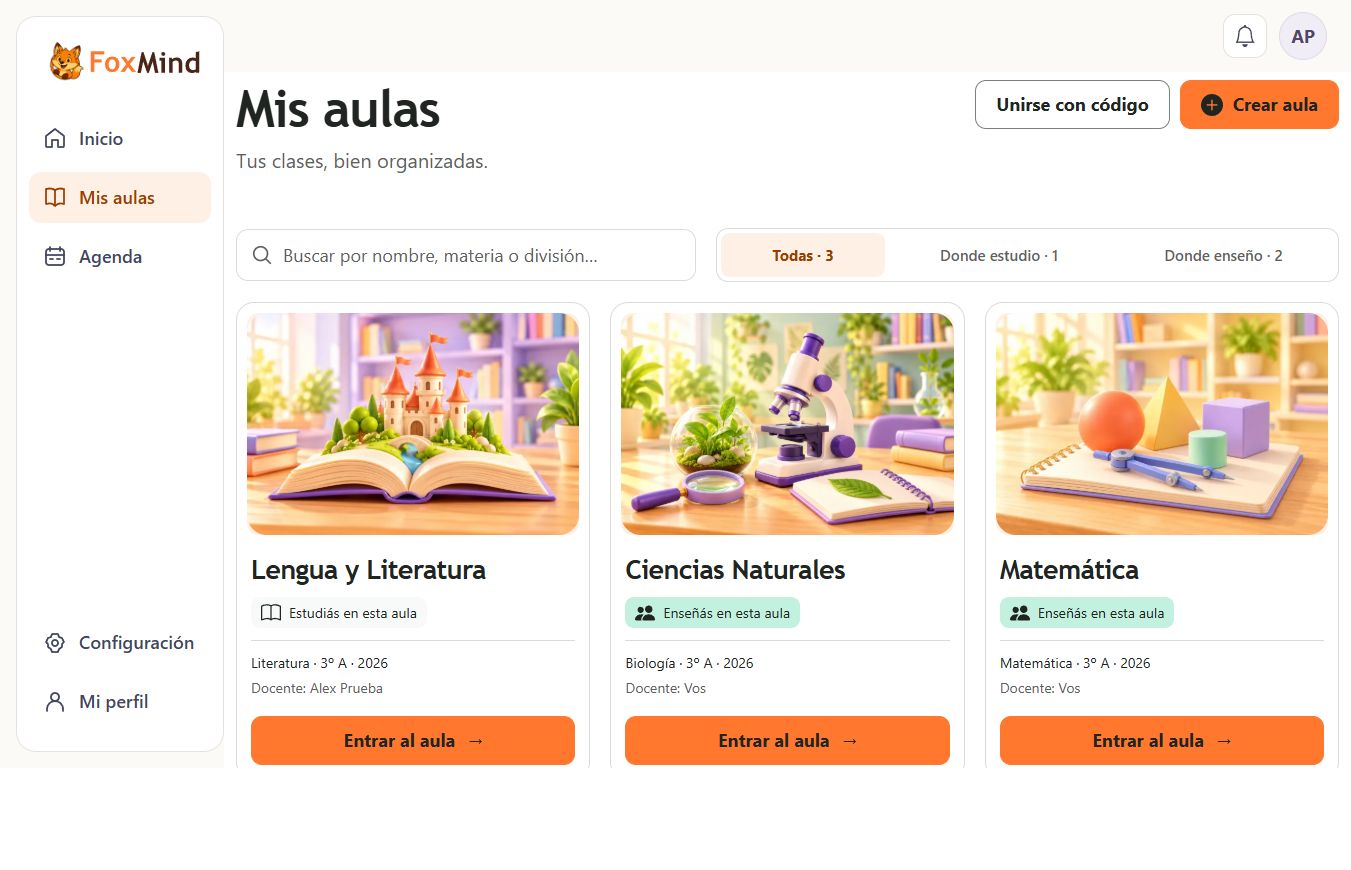 FoxMind
AP
Inicio
Mis aulas
Agenda
Configuración
Mi perfil
Mis aulas
Tus clases, bien organizadas.
Unirse con código
Crear aula
Buscar por nombre, materia o división...
Todas · 3
Donde estudio · 1
Donde enseño · 2
Lengua y Literatura
Estudiás en esta aula
Literatura · 3º A · 2026
Docente: Alex Prueba
Entrar al aula →
Ciencias Naturales
Enseñás en esta aula
Biología · 3º A · 2026
Docente: Vos
Entrar al aula →
Matemática
Enseñás en esta aula
Matemática · 3º A · 2026
Docente: Vos
Entrar al aula →